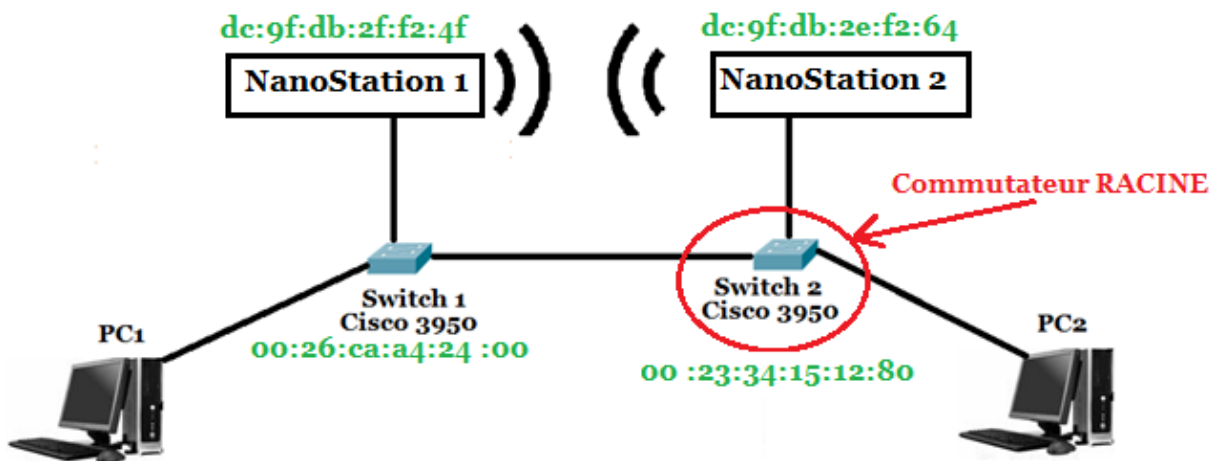 dc:9f:db:2f:f2:4f
dc:9f:db:2e:f2:64
NanoStation 1
NanoStation 2
Commutateur RACINE
Switch 1
Cisco 3950
00:26:ca:a4:24 :00
Switch 2
Cisco 3950
00 :23:34:15:12:80
PC1
PC2